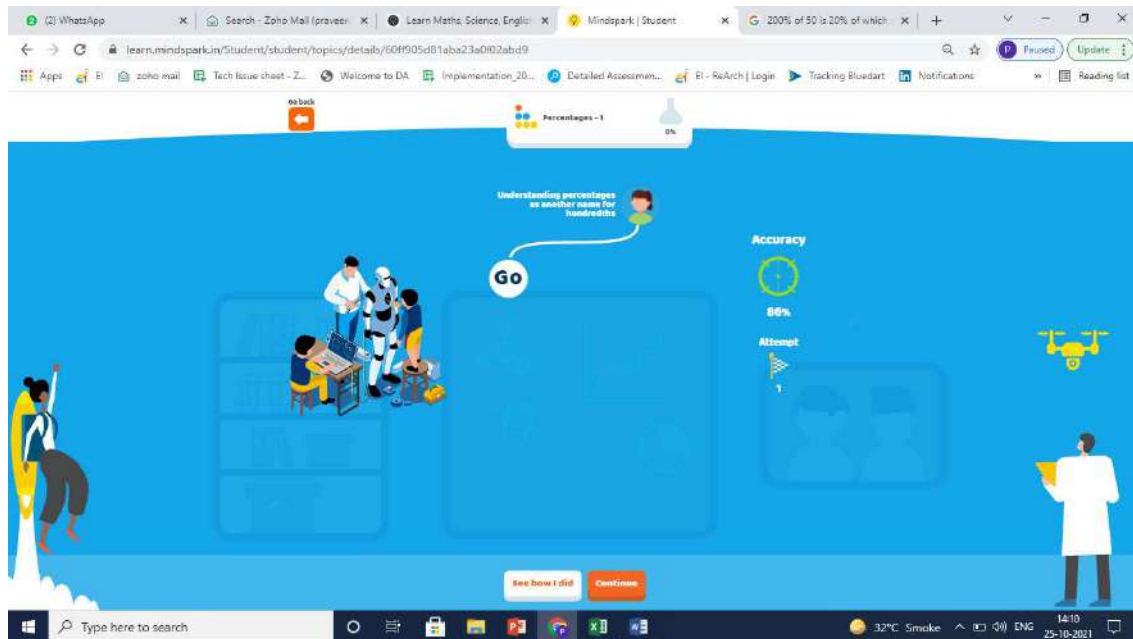 (2) WhatsApp
Search - Zoho Mail (praveen
Learn Maths, Science, Englis
Mindspark | Student
200% of 50 is 20% of which
learn.mindspark.in/Student/student/topics/details/60ff905d81aba23a0f02abd9
P Paused
Update
Apps
EI
zoho mail
Tech Issue sheet - Z...
Welcome to DA
Implementation_20...
Detailed Assessmen...
EI - ReArch | Login
Tracking Bluedart
Notifications
»
Reading list
Go back
Percentages - 1
0%
Understanding percentages
as another name for
hundredths
Go
Accuracy
86%
Attempt
1
See how I did
Continue
Type here to search
32°C Smoke
ENG
14:10
25-10-2021